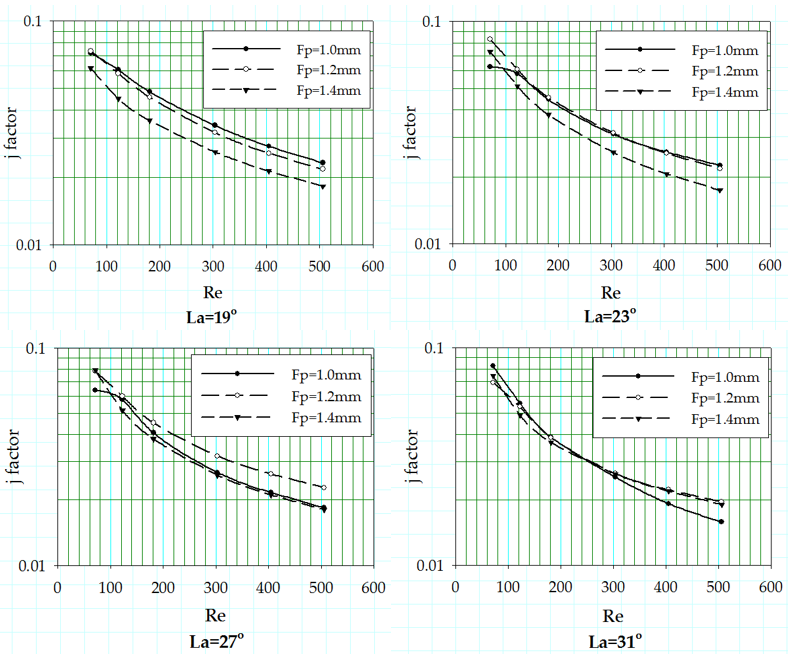 0.1
Fp=1.0mm
Fp=1.2mm
Fp=1.4mm
j factor
0.01
0 100 200 300 400 500 600
Re
La=19°
0.1
Fp=1.0mm
Fp=1.2mm
Fp=1.4mm
j factor
0.01
0 100 200 300 400 500 600
Re
La=23°
0.1
Fp=1.0mm
Fp=1.2mm
Fp=1.4mm
j factor
0.01
0 100 200 300 400 500 600
Re
La=27°
0.1
Fp=1.0mm
Fp=1.2mm
Fp=1.4mm
j factor
0.01
0 100 200 300 400 500 600
Re
La=31°